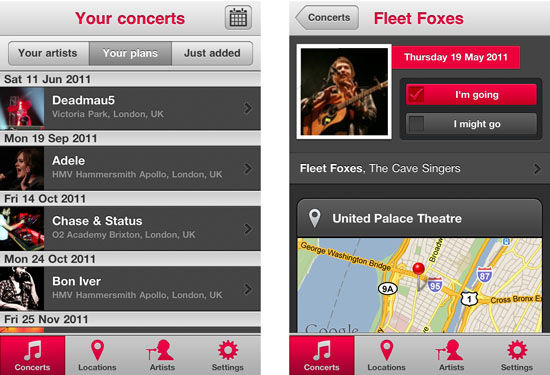 Your concerts
Your artists
Your plans
Just added
Sat 11 Jun 2011
Deadmau5
Victoria Park, London, UK
Mon 19 Sep 2011
Adele
HMV Hammersmith Apollo, London, UK
Fri 14 Oct 2011
Chase & Status
O2 Academy Brixton, London, UK
Mon 24 Oct 2011
Bon Iver
HMV Hammersmith Apollo, London, UK
Fri 25 Nov 2011
Concerts
Locations
Artists
Settings
Concerts
Fleet Foxes
Thursday 19 May 2011
I'm going
I might go
Fleet Foxes, The Cave Singers
United Palace Theatre
George Washington Bridge
Broadw
95
87
9A
95
1
Cross Bronx E
Google
Concerts
Locations
Artists
Settings